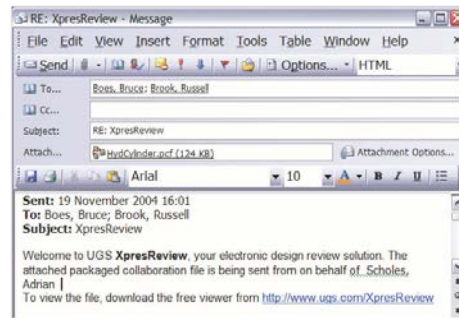 RE: XpresReview - Message
File Edit View Insert Format Tools Table Window Help
Send Options... HTML
To... Boes, Bruce; Brook, Russel
Cc...
Subject: RE: XpresReview
Attach... HydCylinder.pcf (124 KB) Attachment Options...
Arial 10 A B I U
Sent: 19 November 2004 16:01
To: Boes, Bruce; Brook, Russell
Subject: XpresReview
Welcome to UGS XpresReview, your electronic design review solution. The
attached packaged collaboration file is being sent from on behalf of Scholes,
Adrian
To view the file, download the free viewer from http://www.ugs.com/XpresReview